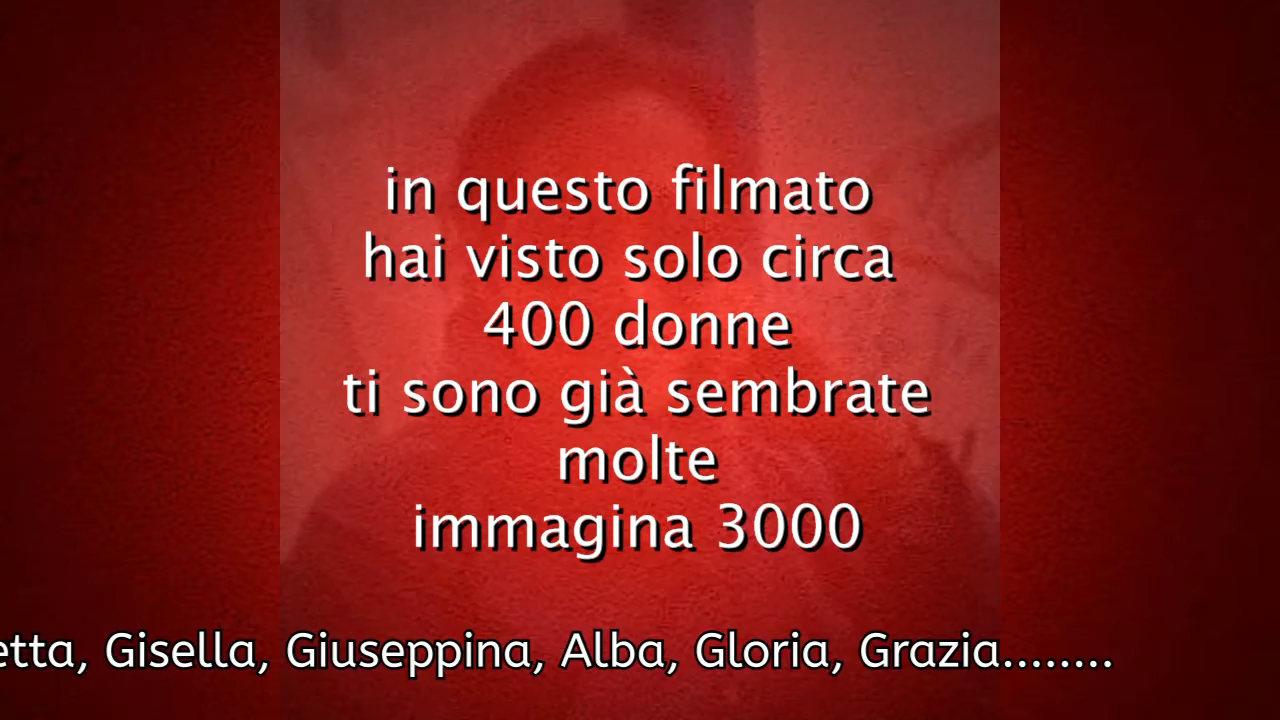 in questo filmato
hai visto solo circa
400 donne
ti sono già sembrate
molte
immagina 3000
etta, Gisella, Giuseppina, Alba, Gloria, Grazia........